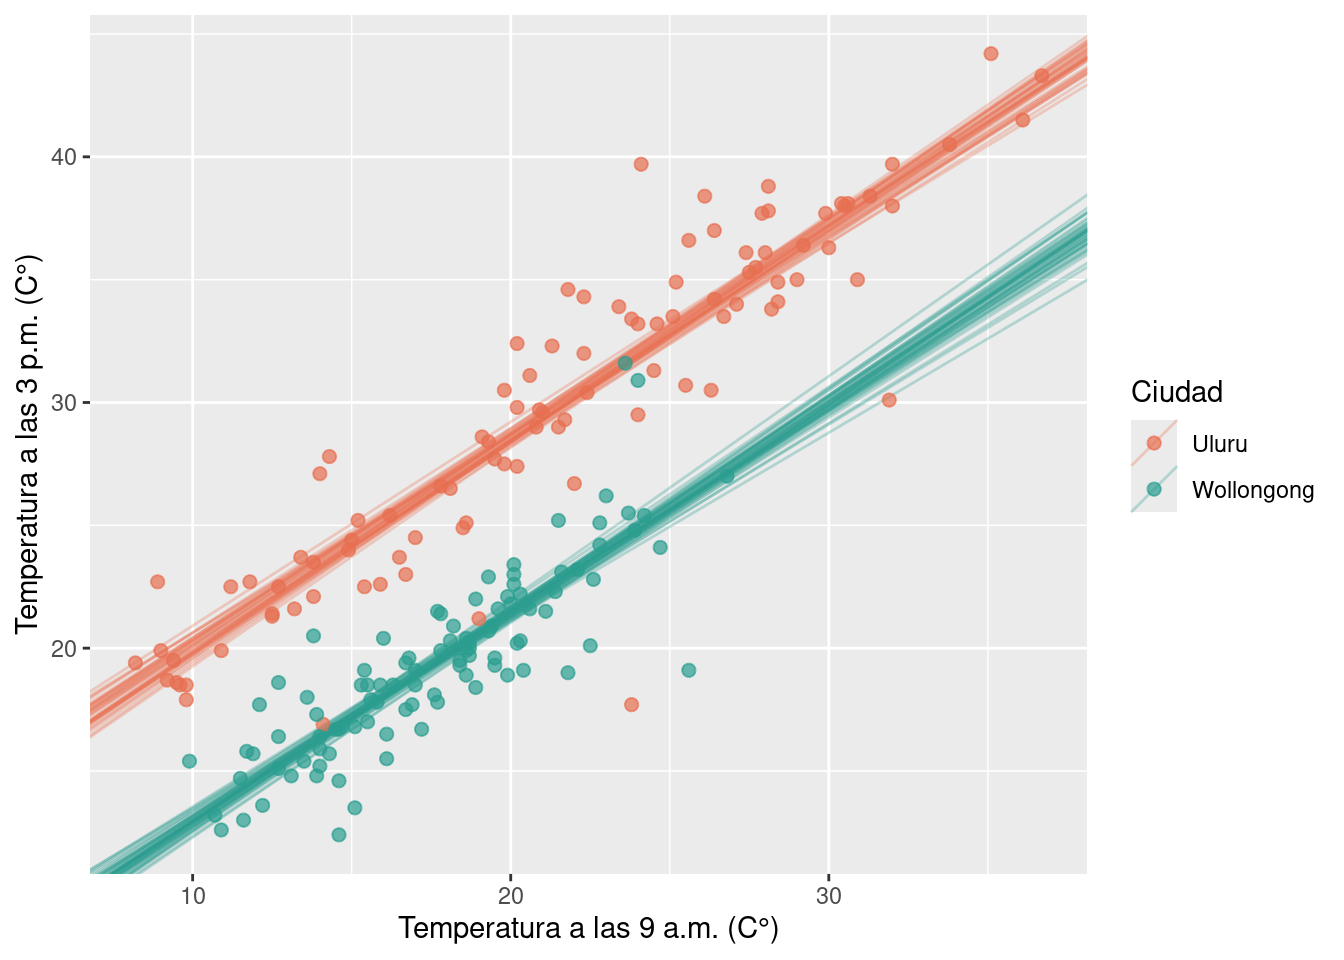 Temperatura a las 3 p.m. (C°)
40
30
20
10
20
30
Temperatura a las 9 a.m. (C°)
Ciudad
Uluru
Wollongong